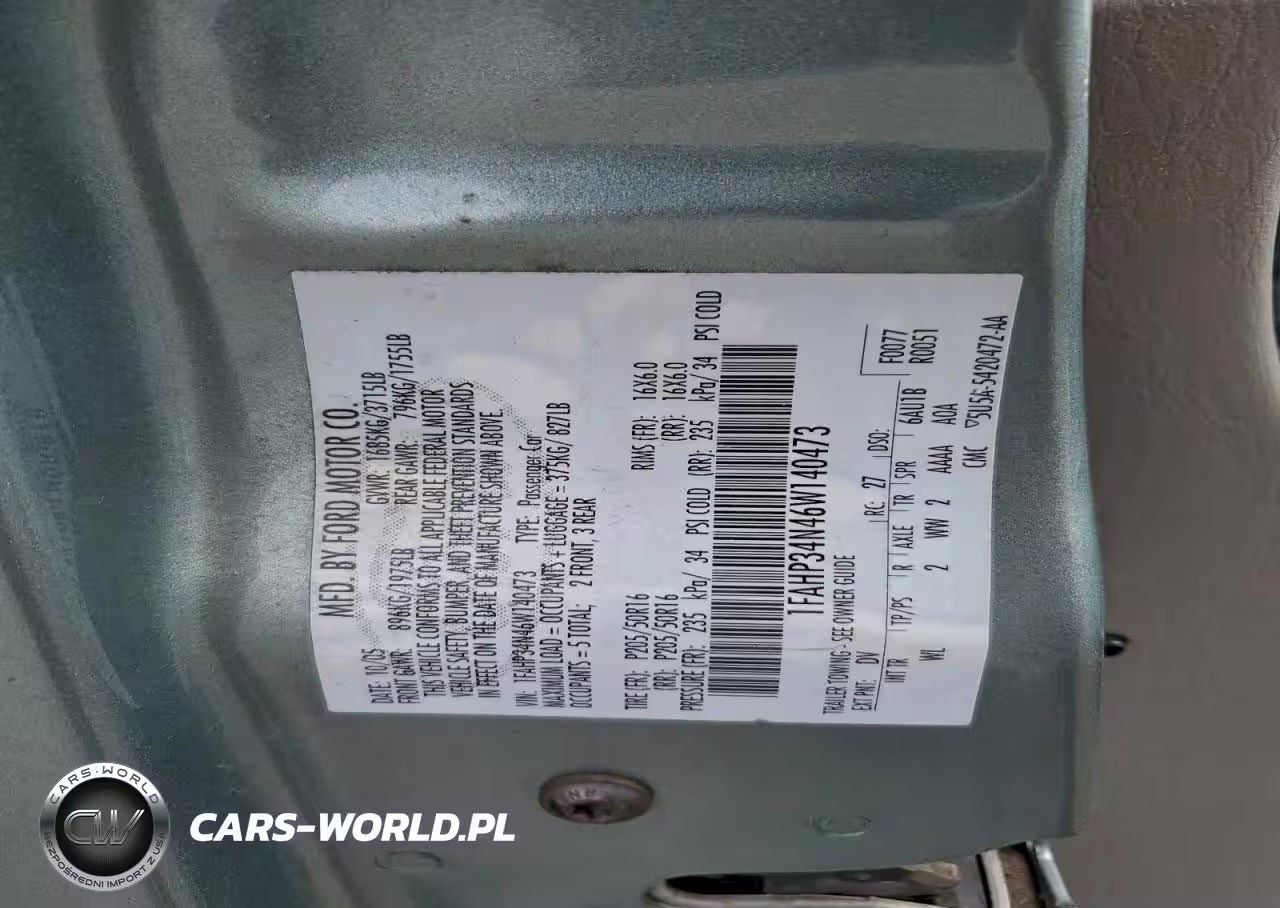 MFD. BY FORD MOTOR CO.
DATE: 10/05 GVWR: 1685KG/3715LB
FRONT GAWR: 896KG/1975LB REAR GAWR: 796KG/1755LB
THIS VEHICLE CONFORMS TO ALL APPLICABLE FEDERAL MOTOR
VEHICLE SAFETY, BUMPER, AND THEFT PREVENTION STANDARDS
IN EFFECT ON THE DATE OF MANUFACTURE SHOWN ABOVE.
VIN: 1FAHP34N46W140473 TYPE: Passenger Car
MAXIMUM LOAD = OCCUPANTS + LUGGAGE = 375KG/ 827LB
OCCUPANTS = 5 TOTAL; 2 FRONT, 3 REAR
TIRE (FR): P205/50R16 RIMS (FR): 16X6.0
(RR): P205/50R16 (RR): 16X6.0
PRESSURE (FR): 235 kPa/ 34 PSI COLD (RR): 235 kPa/ 34 PSI COLD
1FAHP34N46W140473
TRAILER TOWING - SEE OWNER GUIDE
EXT PNT: DV RC: 27 DSO: F0077
INT TR TP/PS R AXLE TR SPR 6AU1B R0051
WL 2 WW 2 AAAA A0A
CMC ▽5U5A-5420472-AA
CARS-WORLD
CW
BEZPOŚREDNI IMPORT Z USA
CARS-WORLD.PL